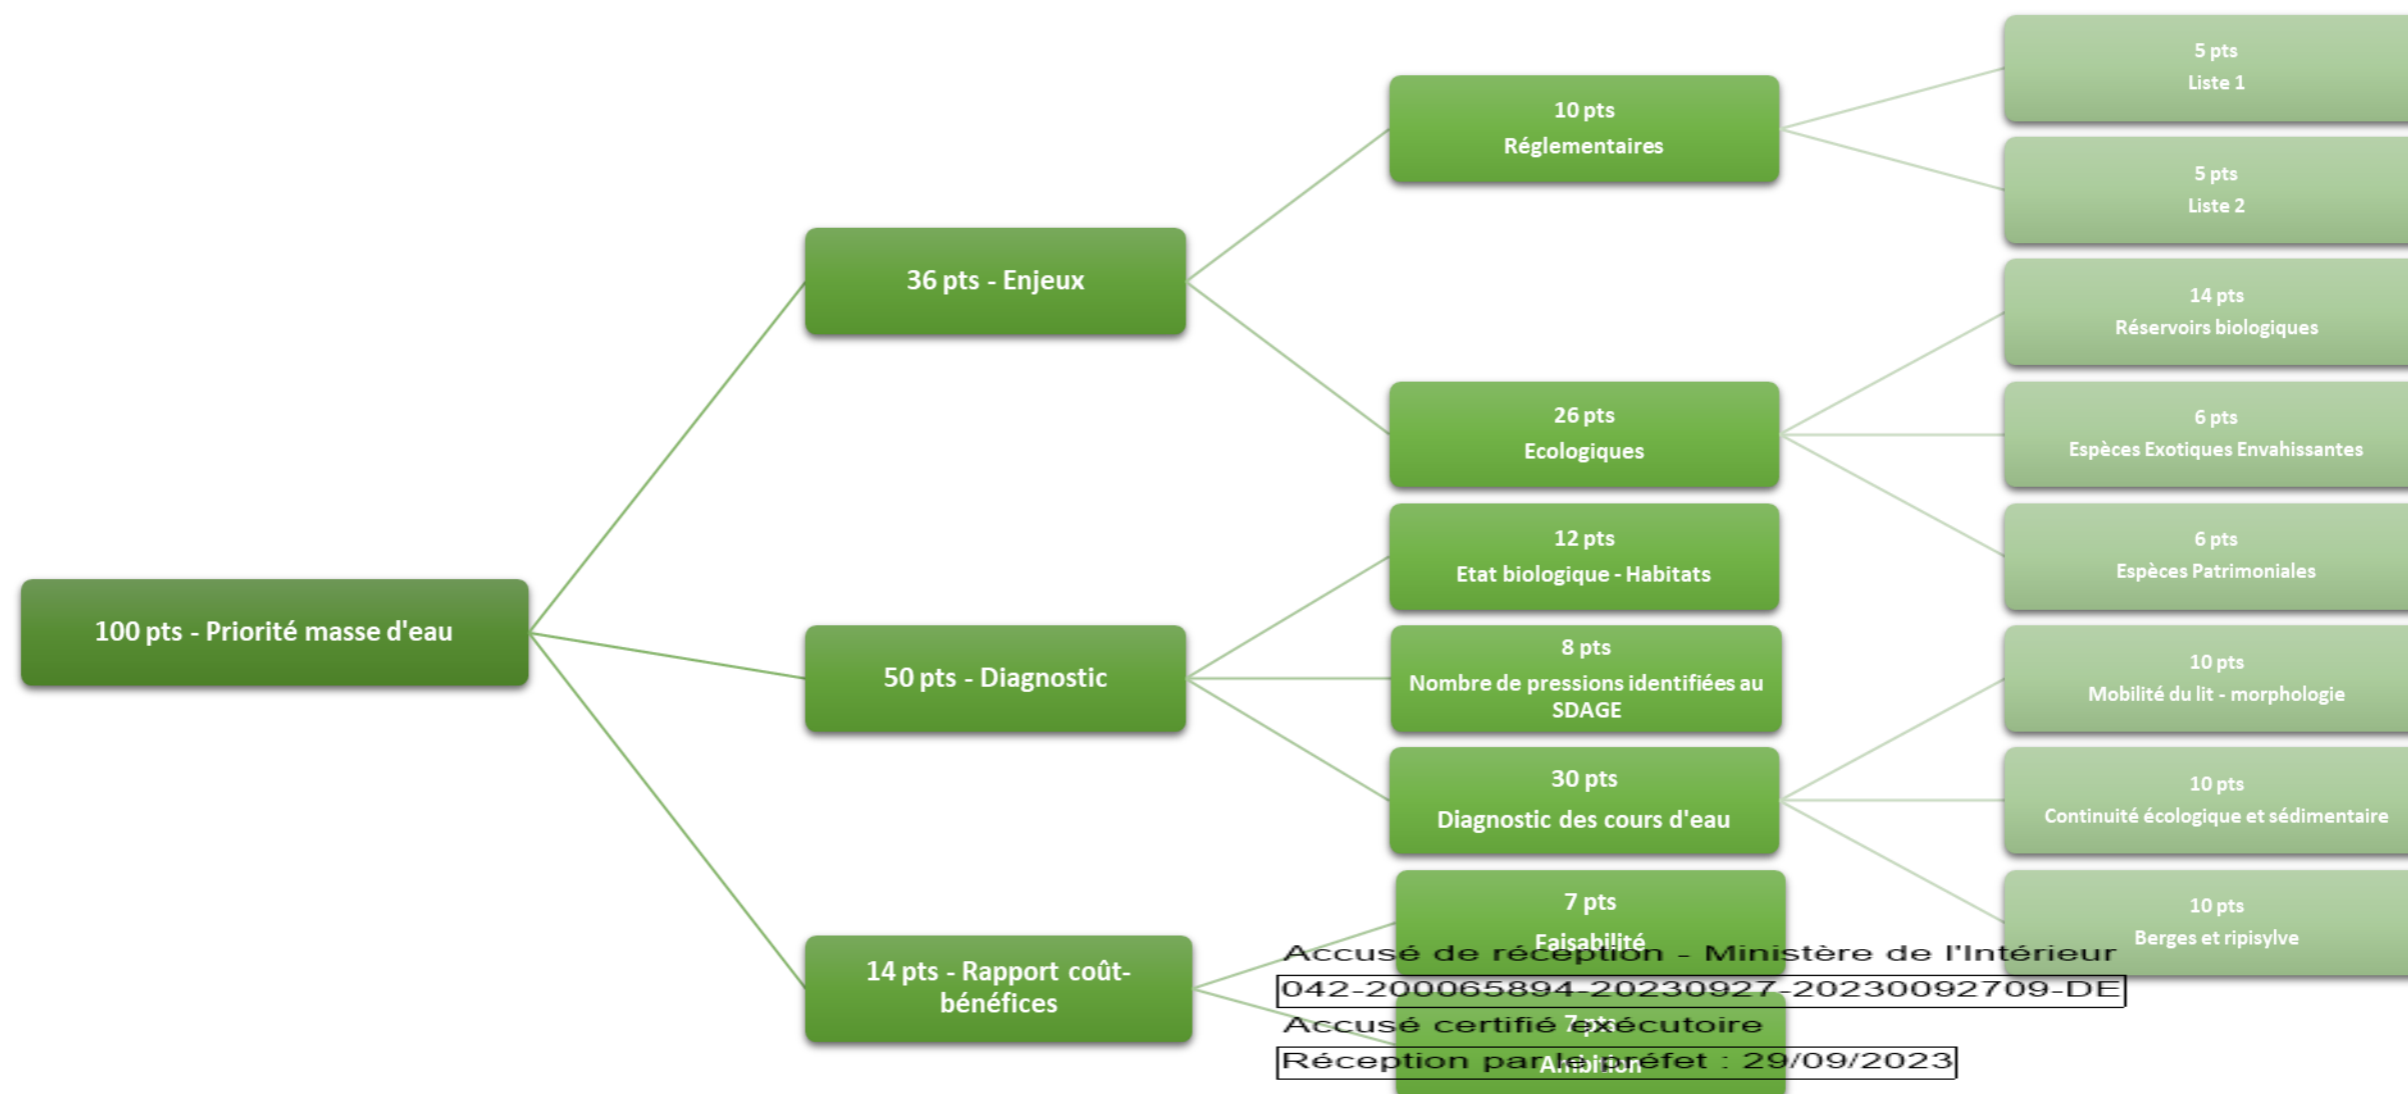 5 pts
Liste 1
10 pts
Réglementaires
5 pts
Liste 2
36 pts - Enjeux
14 pts
Réservoirs biologiques
26 pts
Ecologiques
6 pts
Espèces Exotiques Envahissantes
12 pts
Etat biologique - Habitats
6 pts
Espèces Patrimoniales
100 pts - Priorité masse d'eau
50 pts - Diagnostic
8 pts
Nombre de pressions identifiées au
SDAGE
10 pts
Mobilité du lit - morphologie
30 pts
Diagnostic des cours d'eau
10 pts
Continuité écologique et sédimentaire
14 pts - Rapport coût-
bénéfices
7 pts
Faisabilité
10 pts
Berges et ripisylve
7 pts
Ambition
Accusé de réception - Ministère de l'Intérieur
042-200065894-20230927-20230092709-DE
Accusé certifié exécutoire
Réception par le préfet : 29/09/2023